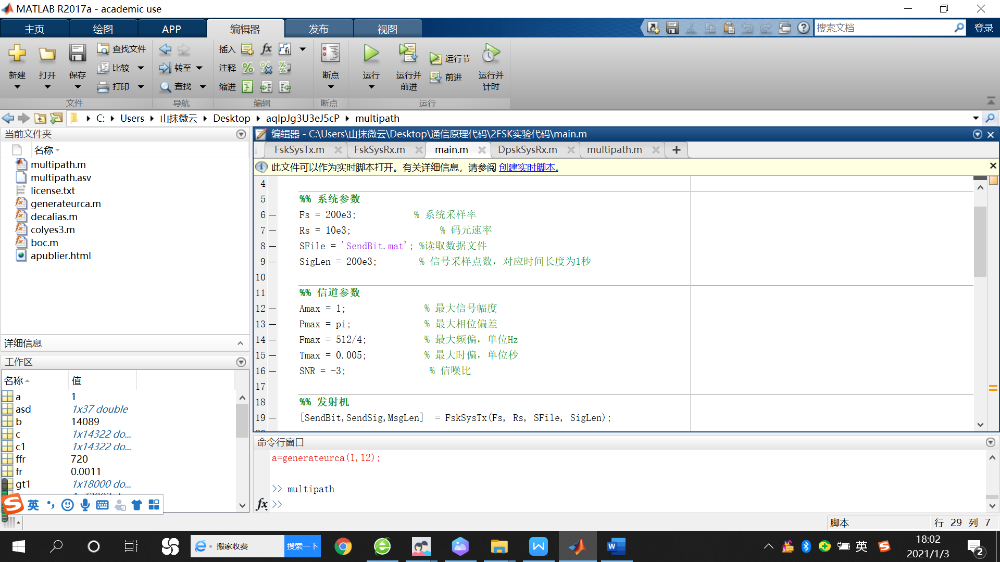 MATLAB R2017a - academic use
主页 绘图 APP 编辑器 发布 视图 搜索文档 登录
新建 打开 保存 查找文件 比较 打印 转至 查找 插入 fx fi 注释 缩进 断点 运行 运行并前进 运行节 前进 运行并计时
文件 导航 编辑 断点 运行
C: Users 山抹微云 Desktop aqlpJg3U3eJ5cP multipath
当前文件夹
名称
multipath.m
multipath.asv
license.txt
generateurca.m
decalias.m
colyes3.m
boc.m
apublier.html
详细信息
工作区
名称 值
a 1
asd 1x37 double
b 14089
c 1x14322 do...
c1 1x14322 do...
ffr 720
fr 0.0011
gt1 1x18000 do...
英
编辑器 - C:\Users\山抹微云\Desktop\通信原理代码\2FSK实验代码\main.m
FskSysTx.m FskSysRx.m main.m DpskSysRx.m multipath.m
此文件可以作为实时脚本打开。有关详细信息，请参阅 创建实时脚本。
4
5 %% 系统参数
6 Fs = 200e3; % 系统采样率
7 Rs = 10e3; % 码元速率
8 SFile = 'SendBit.mat'; %读取数据文件
9 SigLen = 200e3; % 信号采样点数，对应时间长度为1秒
10
11 %% 信道参数
12 Amax = 1; % 最大信号幅度
13 Pmax = pi; % 最大相位偏差
14 Fmax = 512/4; % 最大频偏，单位Hz
15 Tmax = 0.005; % 最大时偏，单位秒
16 SNR = -3; % 信噪比
17
18 %% 发射机
19 [SendBit,SendSig,MsgLen] = FskSysTx(Fs, Rs, SFile, SigLen);
命令行窗口
a=generateurca(1,12);
>> multipath
fx >>
脚本 行 29 列 7
搬家收费 搜索一下 英 18:02
2021/1/3
2